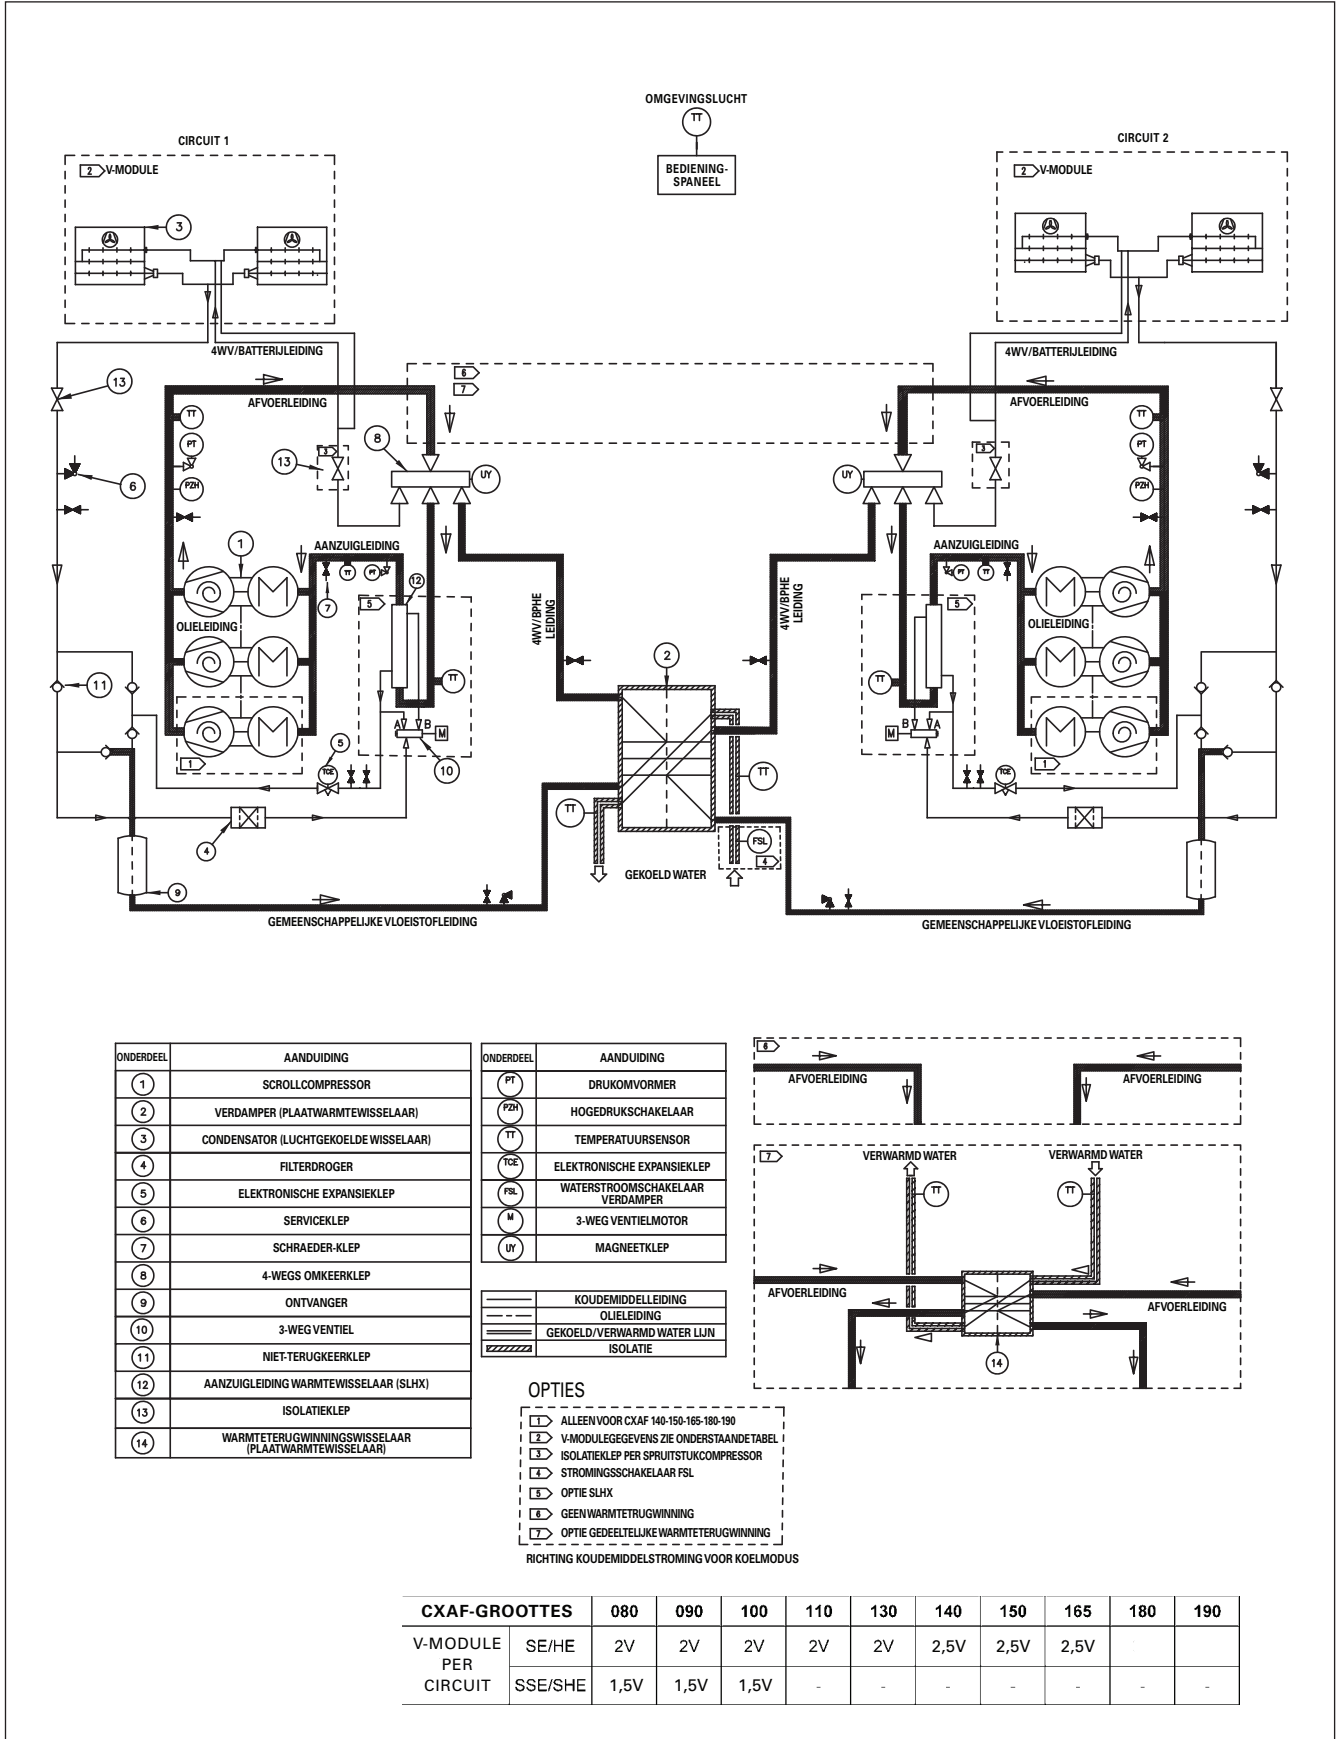 OMGEVINGSLUCHT
TT
BEDIENING-
SPANEEL
CIRCUIT 1
2 V-MODULE
3
4WV/BATTERIJLEIDING
13
AFVOERLEIDING
TT
PT
PZH
6
6
7
8
3
13
UY
1
AANZUIGLEIDING
TT
PT
12
7
5
OLIELEIDING
4WV/BPHE
LEIDING
TT
11
A
B
M
10
5
TCE
1
4
9
2
TT
TT
FSL
4
GEKOELD WATER
GEMEENSCHAPPELIJKE VLOEISTOFLEIDING
CIRCUIT 2
2 V-MODULE
4WV/BATTERIJLEIDING
AFVOERLEIDING
TT
PT
PZH
UY
3
AANZUIGLEIDING
PT
TT
5
OLIELEIDING
4WV/BPHE
LEIDING
TT
B
A
M
TCE
1
GEMEENSCHAPPELIJKE VLOEISTOFLEIDING
ONDERDEEL AANDUIDING
1 SCROLLCOMPRESSOR
2 VERDAMPER (PLAATWARMTEWISSELAAR)
3 CONDENSATOR (LUCHTGEKOELDE WISSELAAR)
4 FILTERDROGER
5 ELEKTRONISCHE EXPANSIEKLEP
6 SERVICEKLEP
7 SCHRAEDER-KLEP
8 4-WEGS OMKEERKLEP
9 ONTVANGER
10 3-WEG VENTIEL
11 NIET-TERUGKEERKLEP
12 AANZUIGLEIDING WARMTEWISSELAAR (SLHX)
13 ISOLATIEKLEP
14 WARMTETERUGWINNINGSWISSELAAR
(PLAATWARMTEWISSELAAR)
ONDERDEEL AANDUIDING
PT DRUKOMVORMER
PZH HOGEDRUKSCHAKELAAR
TT TEMPERATUURSENSOR
TCE ELEKTRONISCHE EXPANSIEKLEP
FSL WATERSTROOMSCHAKELAAR
VERDAMPER
M 3-WEG VENTIELMOTOR
UY MAGNEETKLEP
KOUDEMIDDELLEIDING
OLIELEIDING
GEKOELD/VERWARMD WATER LIJN
ISOLATIE
6
AFVOERLEIDING
AFVOERLEIDING
7
VERWARMD WATER
VERWARMD WATER
TT
TT
AFVOERLEIDING
AFVOERLEIDING
14
OPTIES
1 ALLEEN VOOR CXAF 140-150-165-180-190
2 V-MODULEGEGEVENS ZIE ONDERSTAANDE TABEL
3 ISOLATIEKLEP PER SPRUITSTUKCOMPRESSOR
4 STROMINGSSCHAKELAAR FSL
5 OPTIE SLHX
6 GEEN WARMTETRUGWINNING
7 OPTIE GEDEELTELIJKE WARMTETERUGWINNING
RICHTING KOUDEMIDDELSTROMING VOOR KOELMODUS
CXAF-GROOTTES 080 090 100 110 130 140 150 165 180 190
V-MODULE PER CIRCUIT
SE/HE 2V 2V 2V 2V 2V 2,5V 2,5V 2,5V
SSE/SHE 1,5V 1,5V 1,5V - - - - - - -